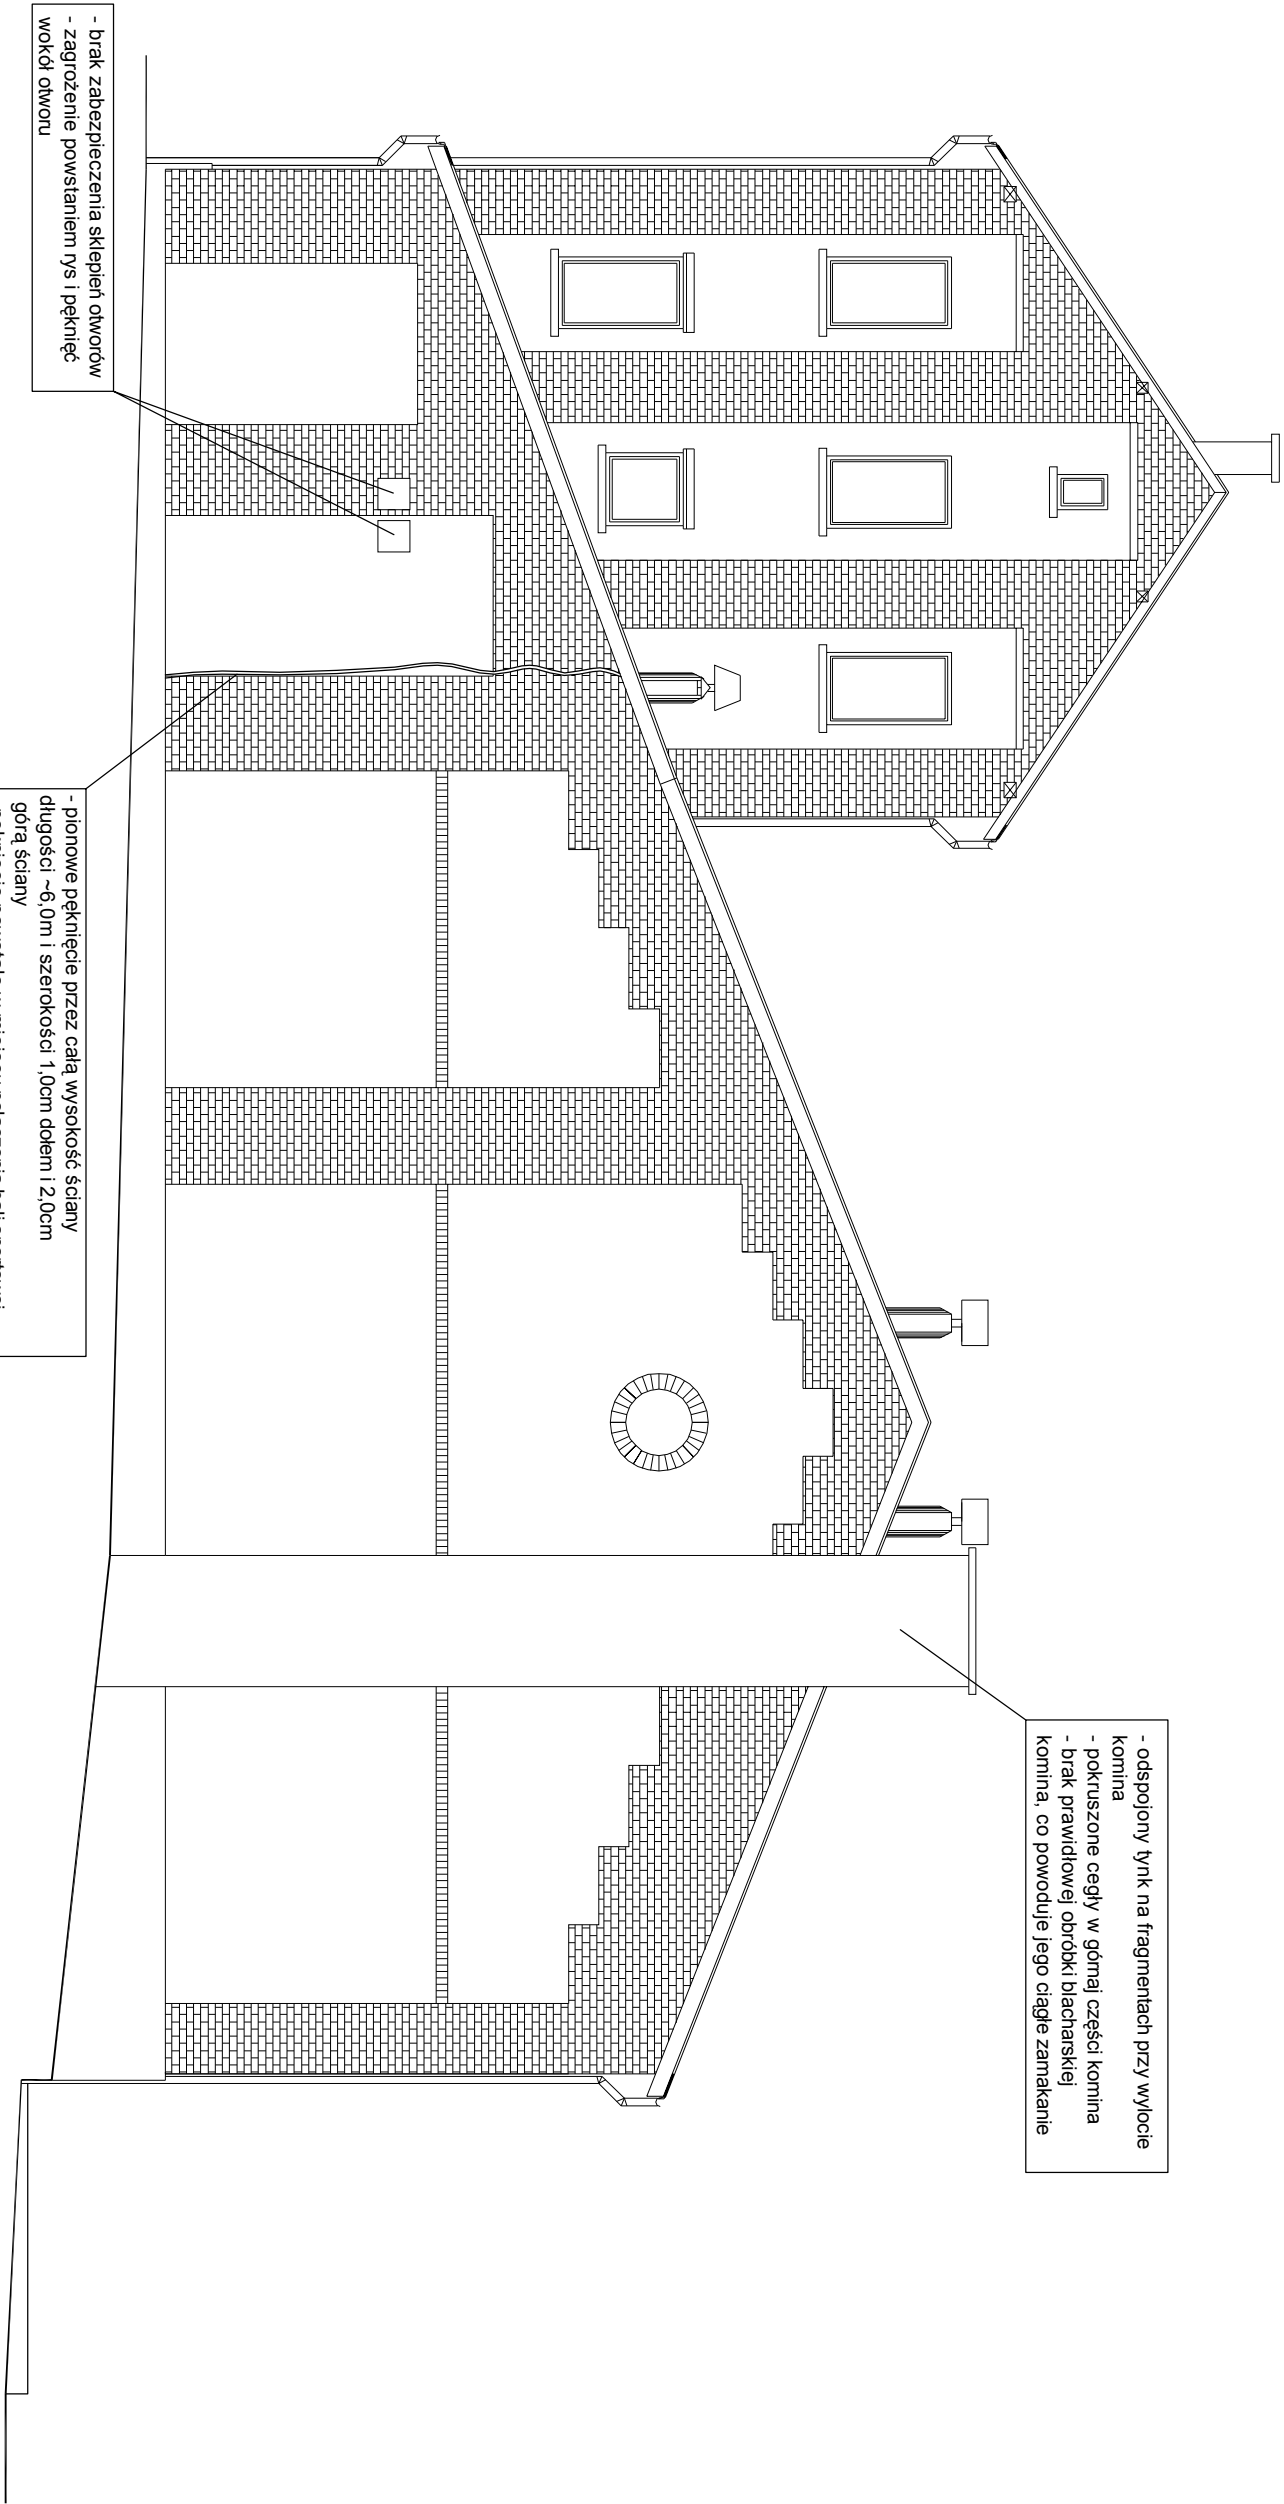 - odspojony tynk na fragmentach przy wylocie
komina
- pokruszone cegły w górnaj części komina
- brak prawidłowej obróbki blacharskiej
komina, co powoduje jego ciągłe zamakanie
- brak zabezpieczenia sklepień otworów
- zagrożenie powstaniem rys i pęknięć
wokół otworu
- pionowe pęknięcie przez całą wysokość ściany
długości ~6,0m i szerokości 1,0cm dołem i 2,0cm
górą ściany